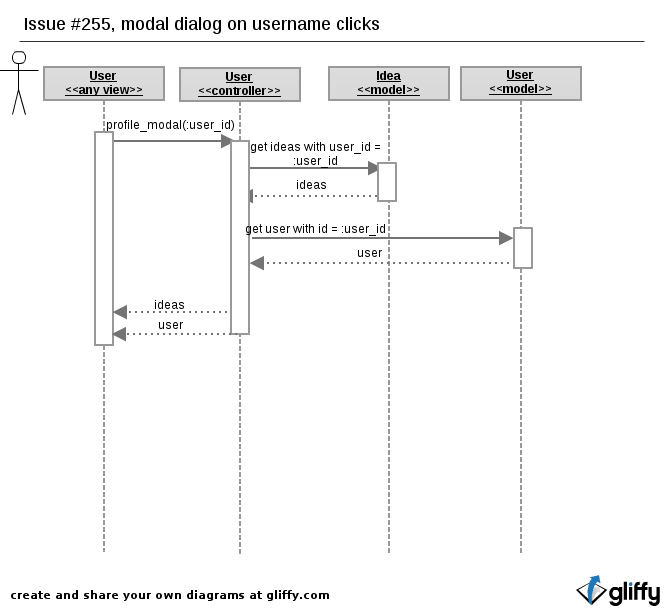 Issue #255, modal dialog on username clicks
User
<<any view>>
User
<<controller>>
Idea
<<model>>
User
<<model>>
profile_modal(:user_id)
get ideas with user_id =
:user_id
ideas
get user with id = :user_id
user
ideas
user
create and share your own diagrams at gliffy.com
gliffy